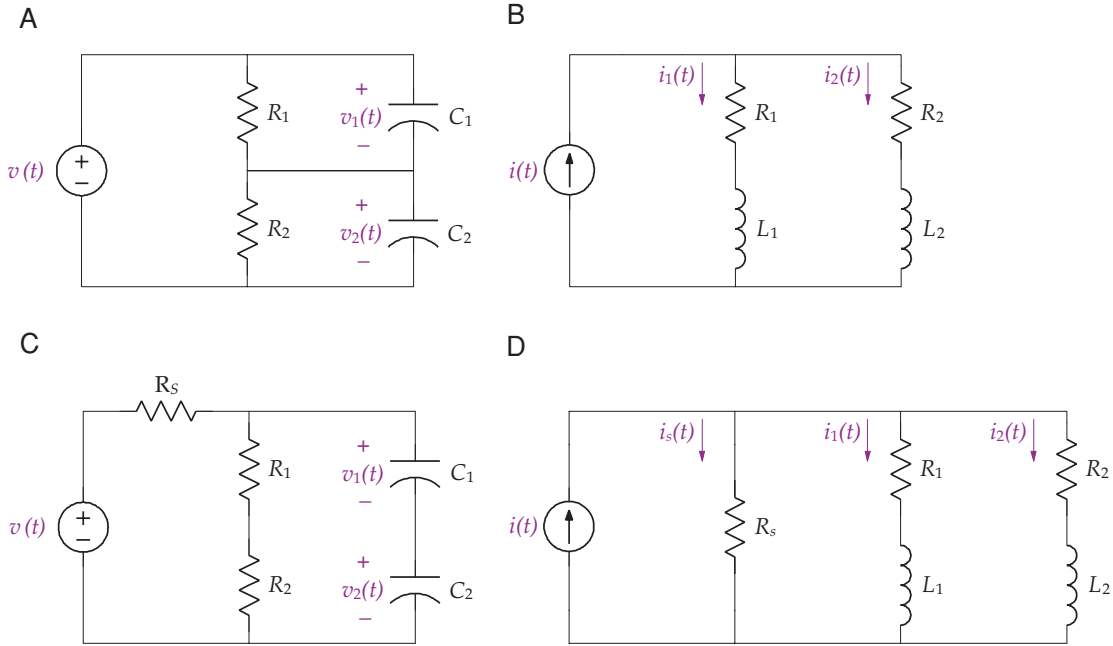 A
v(t)
+
−
R1
R2
+
v1(t)
−
C1
+
v2(t)
−
C2
B
i(t)
i1(t)
R1
L1
i2(t)
R2
L2
C
RS
v(t)
+
−
R1
R2
+
v1(t)
−
C1
+
v2(t)
−
C2
D
i(t)
is(t)
Rs
i1(t)
R1
L1
i2(t)
R2
L2